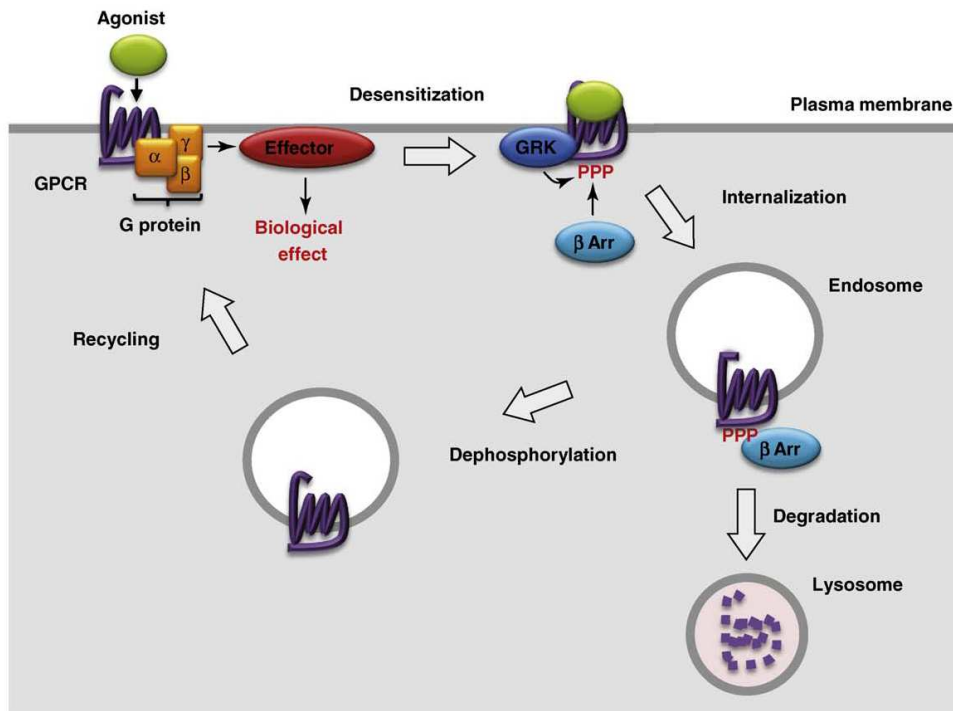 Agonist
Desensitization
Plasma membrane
GPCR
α
γ
β
G protein
Effector
Biological
effect
GRK
PPP
β Arr
Internalization
Endosome
PPP
β Arr
Recycling
Dephosphorylation
Degradation
Lysosome